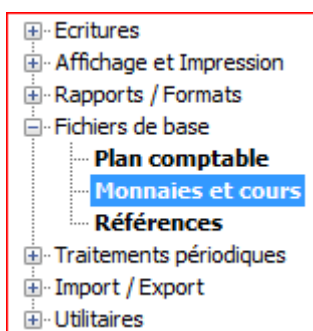 Ecritures
Affichage et Impression
Rapports / Formats
Fichiers de base
Plan comptable
Monnaies et cours
Références
Traitements périodiques
Import / Export
Utilitaires